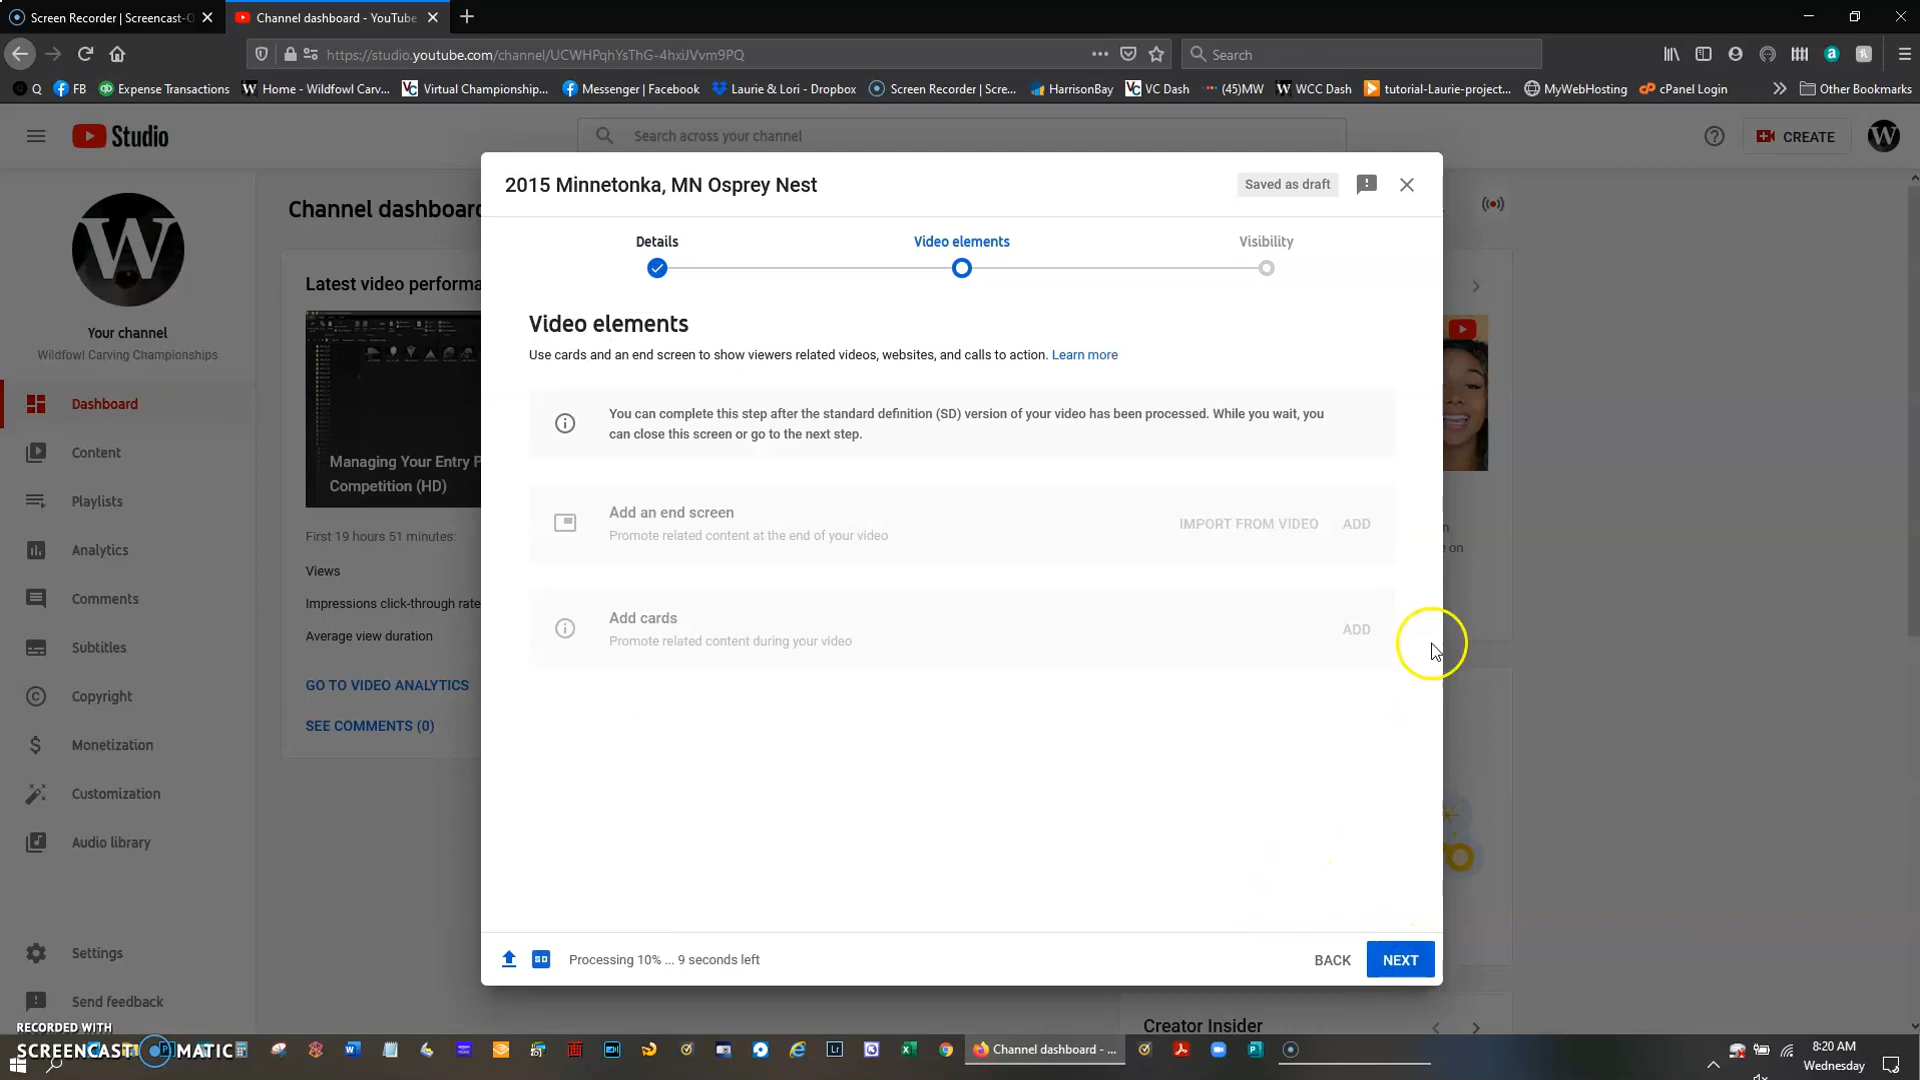 Screen Recorder | Screencast-O
Channel dashboard - YouTube
https://studio.youtube.com/channel/UCWHPqhYsThG-4hxiJVvm9PQ
Search
Q
FB
Expense Transactions
Home - Wildfowl Carv...
Virtual Championship...
Messenger | Facebook
Laurie & Lori - Dropbox
Screen Recorder | Scre...
HarrisonBay
VC Dash
(45)MW
WCC Dash
tutorial-Laurie-project...
MyWebHosting
cPanel Login
Other Bookmarks
Studio
Search across your channel
CREATE
W
Your channel
Wildfowl Carving Championships
Dashboard
Content
Playlists
Analytics
Comments
Subtitles
Copyright
Monetization
Customization
Audio library
Settings
Send feedback
Channel dashboard
Latest video performa
Managing Your Entry P
Competition (HD)
First 19 hours 51 minutes:
Views
Impressions click-through rate
Average view duration
GO TO VIDEO ANALYTICS
SEE COMMENTS (0)
2015 Minnetonka, MN Osprey Nest
Saved as draft
Details
Video elements
Visibility
Video elements
Use cards and an end screen to show viewers related videos, websites, and calls to action. Learn more
You can complete this step after the standard definition (SD) version of your video has been processed. While you wait, you
can close this screen or go to the next step.
Add an end screen
Promote related content at the end of your video
IMPORT FROM VIDEO
ADD
Add cards
Promote related content during your video
ADD
SD
Processing 10% ... 9 seconds left
BACK
NEXT
n
e on
Creator Insider
RECORDED WITH
SCREENCAST MATIC
Channel dashboard - ...
8:20 AM
Wednesday